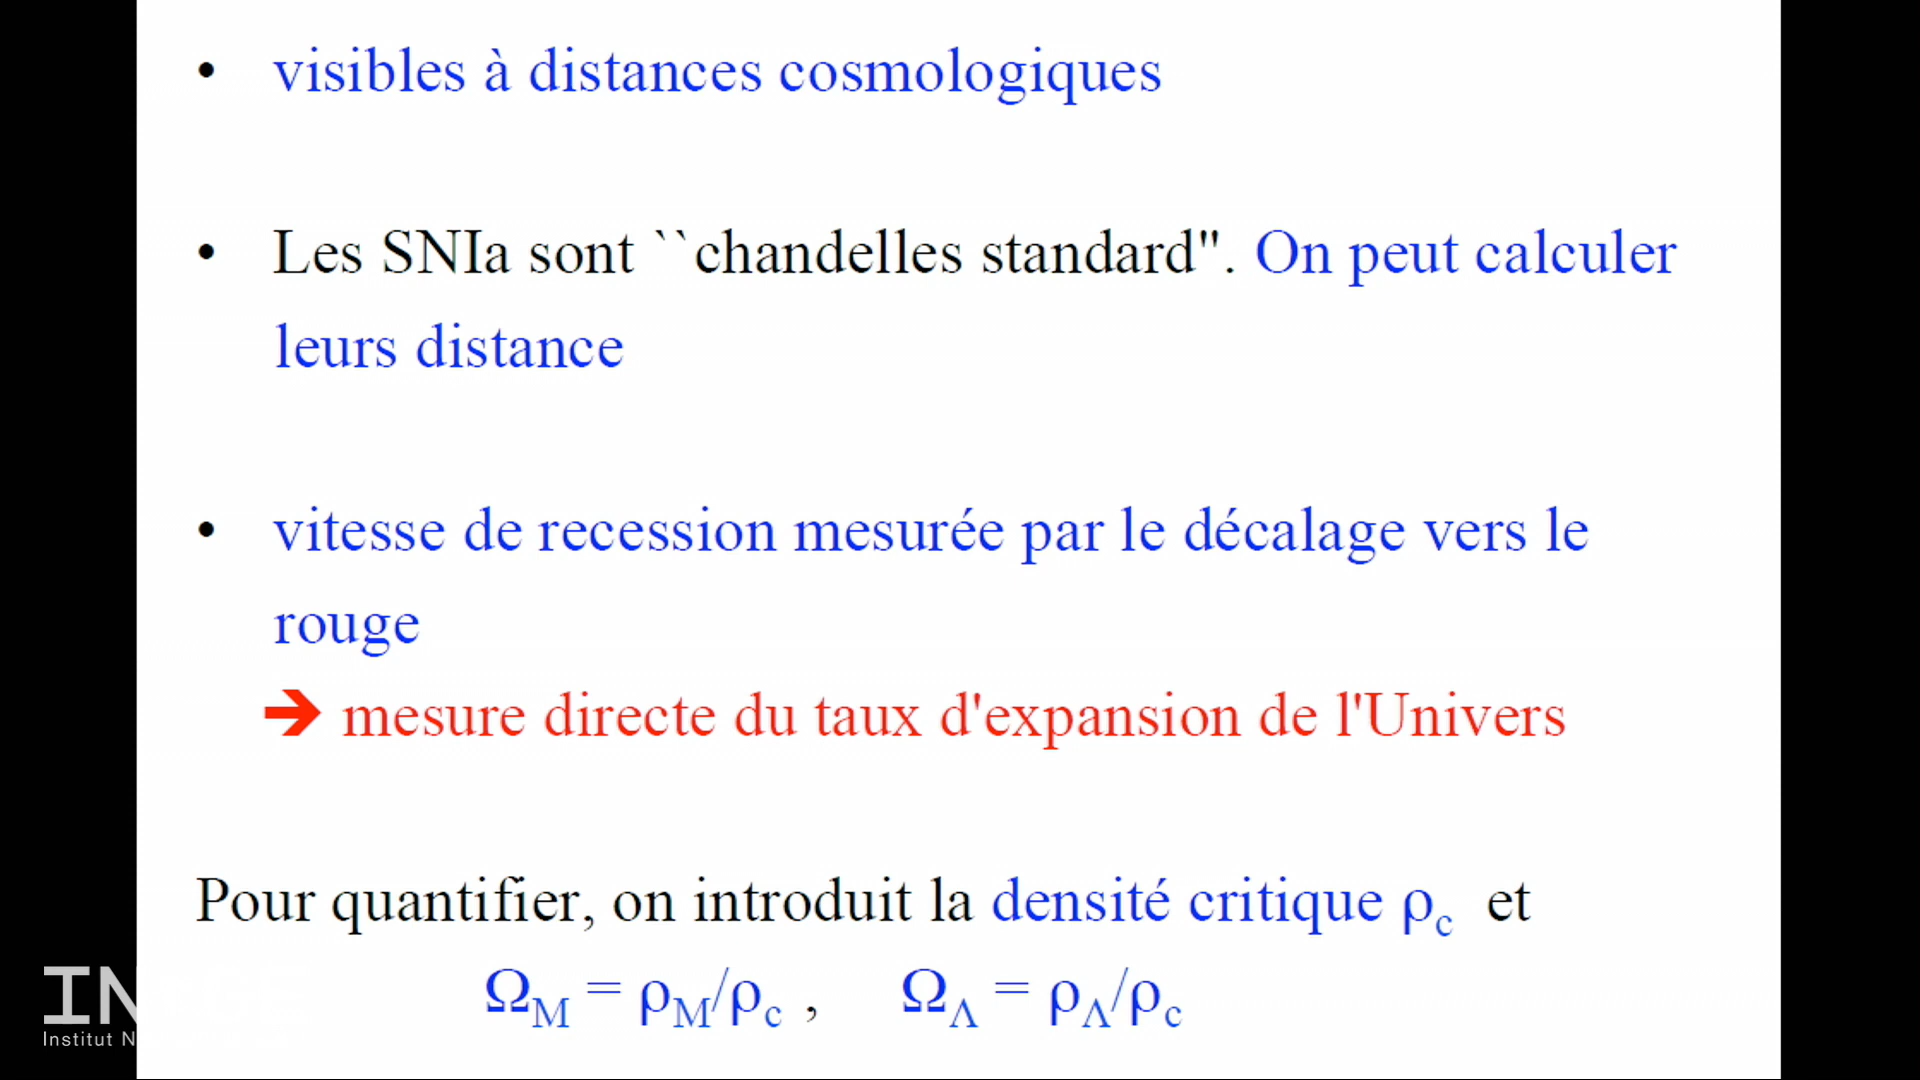 • visibles à distances cosmologiques
• Les SNIa sont ``chandelles standard". On peut calculer
leurs distance
• vitesse de recession mesurée par le décalage vers le
rouge
➔ mesure directe du taux d'expansion de l'Univers
Pour quantifier, on introduit la densité critique ρc et
ΩM = ρM/ρc , ΩΛ = ρΛ/ρc
Institut